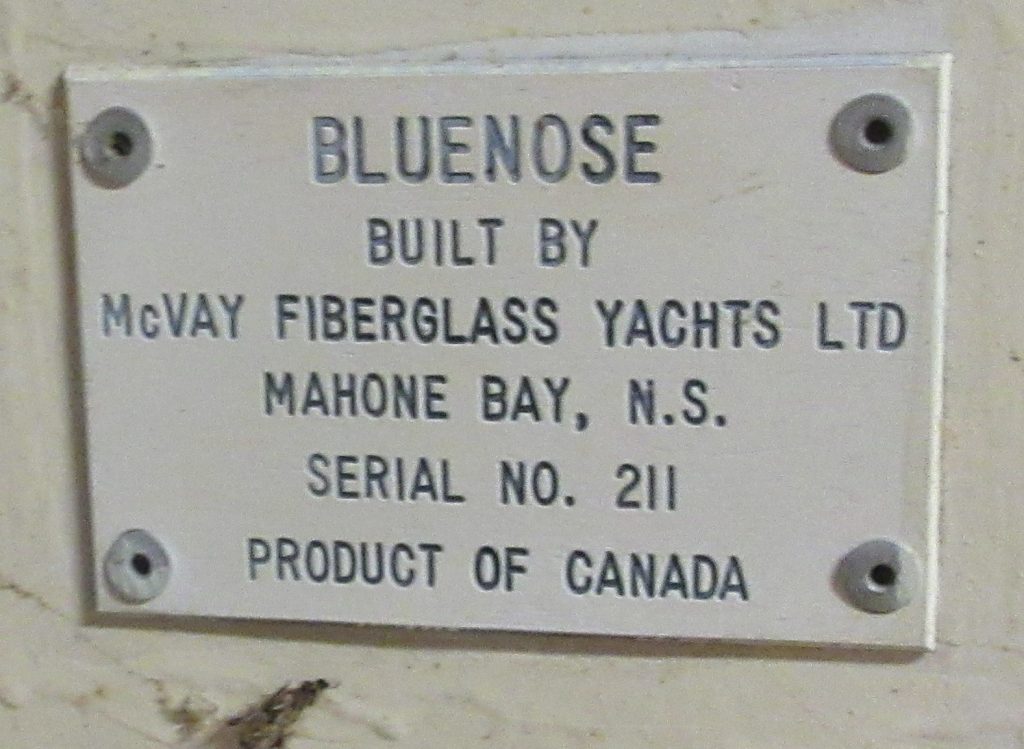 BLUENOSE
BUILT BY
McVAY FIBERGLASS YACHTS LTD
MAHONE BAY, N.S.
SERIAL NO. 211
PRODUCT OF CANADA